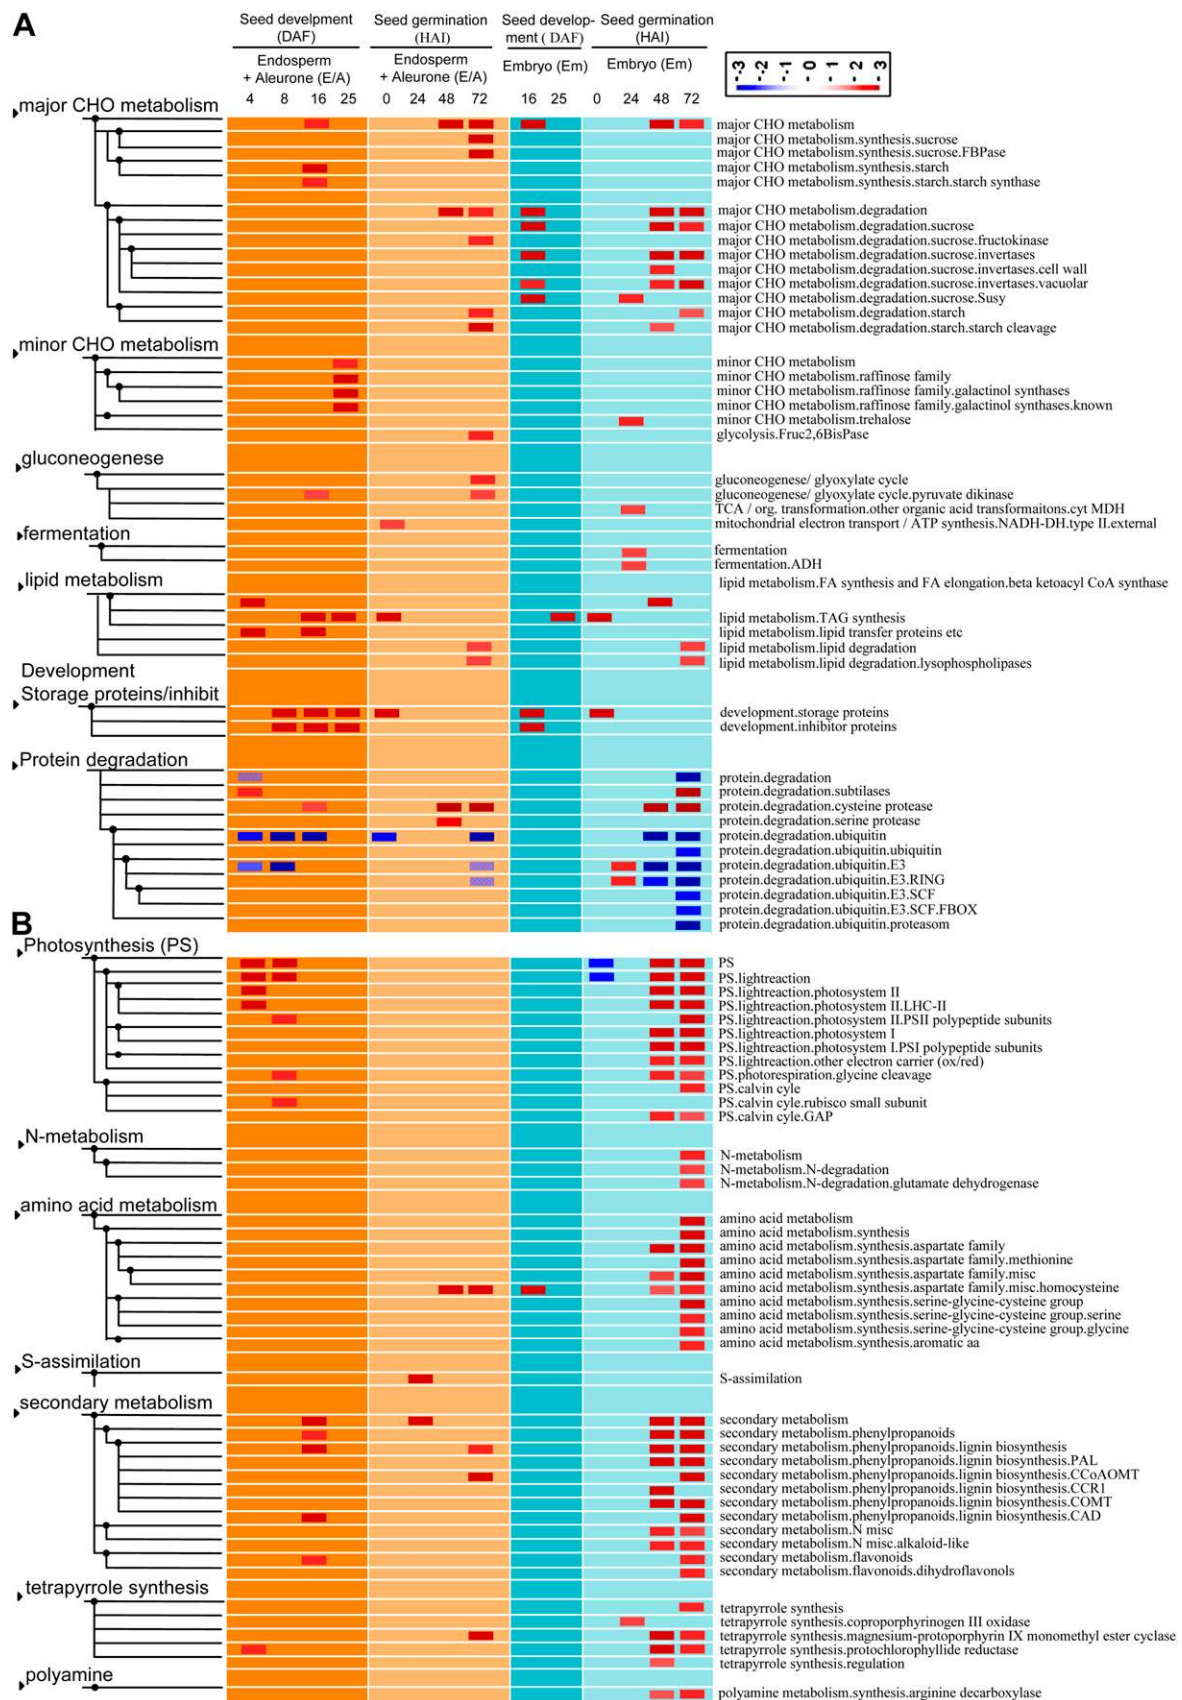 A
Seed develpment
(DAF)
Seed germination
(HAI)
Seed develop-
ment ( DAF)
Seed germination
(HAI)
Endosperm
+ Aleurone (E/A)
Endosperm
+ Aleurone (E/A)
Embryo (Em)
Embryo (Em)
-3 -2 -1 0 1 2 3
4 8 16 25 0 24 48 72 16 25 0 24 48 72
major CHO metabolism
major CHO metabolism
major CHO metabolism.synthesis.sucrose
major CHO metabolism.synthesis.sucrose.FBPase
major CHO metabolism.synthesis.starch
major CHO metabolism.synthesis.starch.starch synthase
major CHO metabolism.degradation
major CHO metabolism.degradation.sucrose
major CHO metabolism.degradation.sucrose.fructokinase
major CHO metabolism.degradation.sucrose.invertases
major CHO metabolism.degradation.sucrose.invertases.cell wall
major CHO metabolism.degradation.sucrose.invertases.vacuolar
major CHO metabolism.degradation.sucrose.Susy
major CHO metabolism.degradation.starch
major CHO metabolism.degradation.starch.starch cleavage
minor CHO metabolism
minor CHO metabolism
minor CHO metabolism.raffinose family
minor CHO metabolism.raffinose family.galactinol synthases
minor CHO metabolism.raffinose family.galactinol synthases.known
minor CHO metabolism.trehalose
glycolysis.Fruc2,6BisPase
gluconeogenese
gluconeogenese/ glyoxylate cycle
gluconeogenese/ glyoxylate cycle.pyruvate dikinase
TCA / org. transformation.other organic acid transformaitons.cyt MDH
mitochondrial electron transport / ATP synthesis.NADH-DH.type II.external
fermentation
fermentation
fermentation.ADH
lipid metabolism
lipid metabolism.FA synthesis and FA elongation.beta ketoacyl CoA synthase
lipid metabolism.TAG synthesis
lipid metabolism.lipid transfer proteins etc
lipid metabolism.lipid degradation
lipid metabolism.lipid degradation.lysophospholipases
Development
Storage proteins/inhibit
development.storage proteins
development.inhibitor proteins
Protein degradation
protein.degradation
protein.degradation.subtilases
protein.degradation.cysteine protease
protein.degradation.serine protease
protein.degradation.ubiquitin
protein.degradation.ubiquitin.ubiquitin
protein.degradation.ubiquitin.E3
protein.degradation.ubiquitin.E3.RING
protein.degradation.ubiquitin.E3.SCF
protein.degradation.ubiquitin.E3.SCF.FBOX
protein.degradation.ubiquitin.proteasom
B
Photosynthesis (PS)
PS
PS.lightreaction
PS.lightreaction.photosystem II
PS.lightreaction.photosystem II.LHC-II
PS.lightreaction.photosystem II.PSII polypeptide subunits
PS.lightreaction.photosystem I
PS.lightreaction.photosystem I.PSI polypeptide subunits
PS.lightreaction.other electron carrier (ox/red)
PS.photorespiration.glycine cleavage
PS.calvin cyle
PS.calvin cyle.rubisco small subunit
PS.calvin cyle.GAP
N-metabolism
N-metabolism
N-metabolism.N-degradation
N-metabolism.N-degradation.glutamate dehydrogenase
amino acid metabolism
amino acid metabolism
amino acid metabolism.synthesis
amino acid metabolism.synthesis.aspartate family
amino acid metabolism.synthesis.aspartate family.methionine
amino acid metabolism.synthesis.aspartate family.misc
amino acid metabolism.synthesis.aspartate family.misc.homocysteine
amino acid metabolism.synthesis.serine-glycine-cysteine group
amino acid metabolism.synthesis.serine-glycine-cysteine group.serine
amino acid metabolism.synthesis.serine-glycine-cysteine group.glycine
amino acid metabolism.synthesis.aromatic aa
S-assimilation
S-assimilation
secondary metabolism
secondary metabolism
secondary metabolism.phenylpropanoids
secondary metabolism.phenylpropanoids.lignin biosynthesis
secondary metabolism.phenylpropanoids.lignin biosynthesis.PAL
secondary metabolism.phenylpropanoids.lignin biosynthesis.CCoAOMT
secondary metabolism.phenylpropanoids.lignin biosynthesis.CCR1
secondary metabolism.phenylpropanoids.lignin biosynthesis.COMT
secondary metabolism.phenylpropanoids.lignin biosynthesis.CAD
secondary metabolism.N misc
secondary metabolism.N misc.alkaloid-like
secondary metabolism.flavonoids
secondary metabolism.flavonoids.dihydroflavonols
tetrapyrrole synthesis
tetrapyrrole synthesis
tetrapyrrole synthesis.coproporphyrinogen III oxidase
tetrapyrrole synthesis.magnesium-protoporphyrin IX monomethyl ester cyclase
tetrapyrrole synthesis.protochlorophyllide reductase
tetrapyrrole synthesis.regulation
polyamine
polyamine metabolism.synthesis.arginine decarboxylase